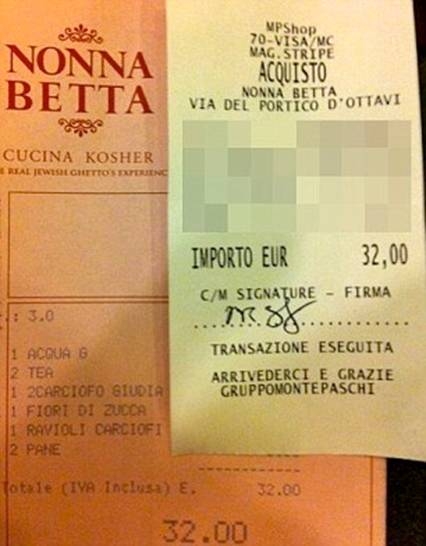 NONNA
BETTA
CUCINA KOSHER
REAL JEWISH GHETTO'S EXPERIENC
.: 3.0
1 ACQUA G
2 TEA
1 2CARCIOFO GIUDIA
1 FIORI DI ZUCCA
1 RAVIOLI CARCIOFI
2 PANE
Totale (IVA Inclusa) E. 32.00
32.00
MPShop
70-VISA/MC
MAG.STRIPE
ACQUISTO
NONNA BETTA
VIA DEL PORTICO D'OTTAVI
IMPORTO EUR 32,00
C/M SIGNATURE - FIRMA
TRANSAZIONE ESEGUITA
ARRIVEDERCI E GRAZIE
GRUPPOMONTEPASCHI